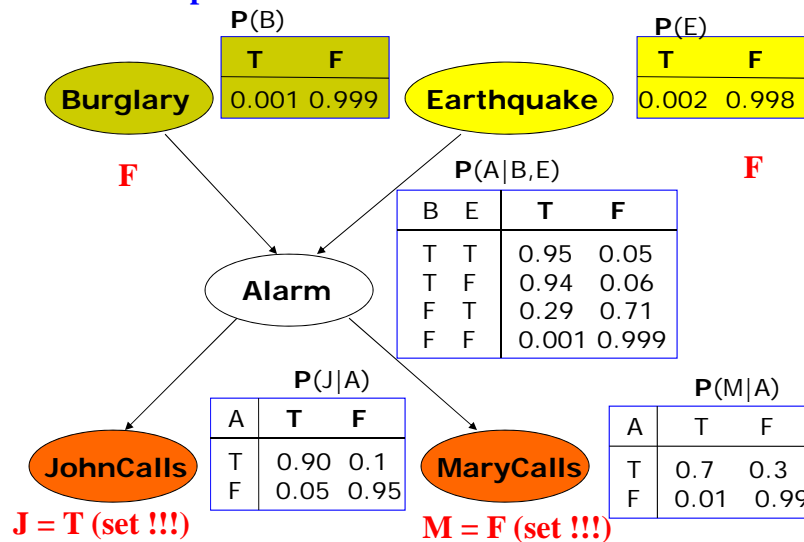 P(B)
T F
0.001 0.999
Burglary
F
P(E)
T F
0.002 0.998
Earthquake
F
P(A|B,E)
B E T F
T T 0.95 0.05
T F 0.94 0.06
F T 0.29 0.71
F F 0.001 0.999
Alarm
P(J|A)
A T F
T 0.90 0.1
F 0.05 0.95
JohnCalls
J = T (set !!!)
P(M|A)
A T F
T 0.7 0.3
F 0.01 0.99
MaryCalls
M = F (set !!!)